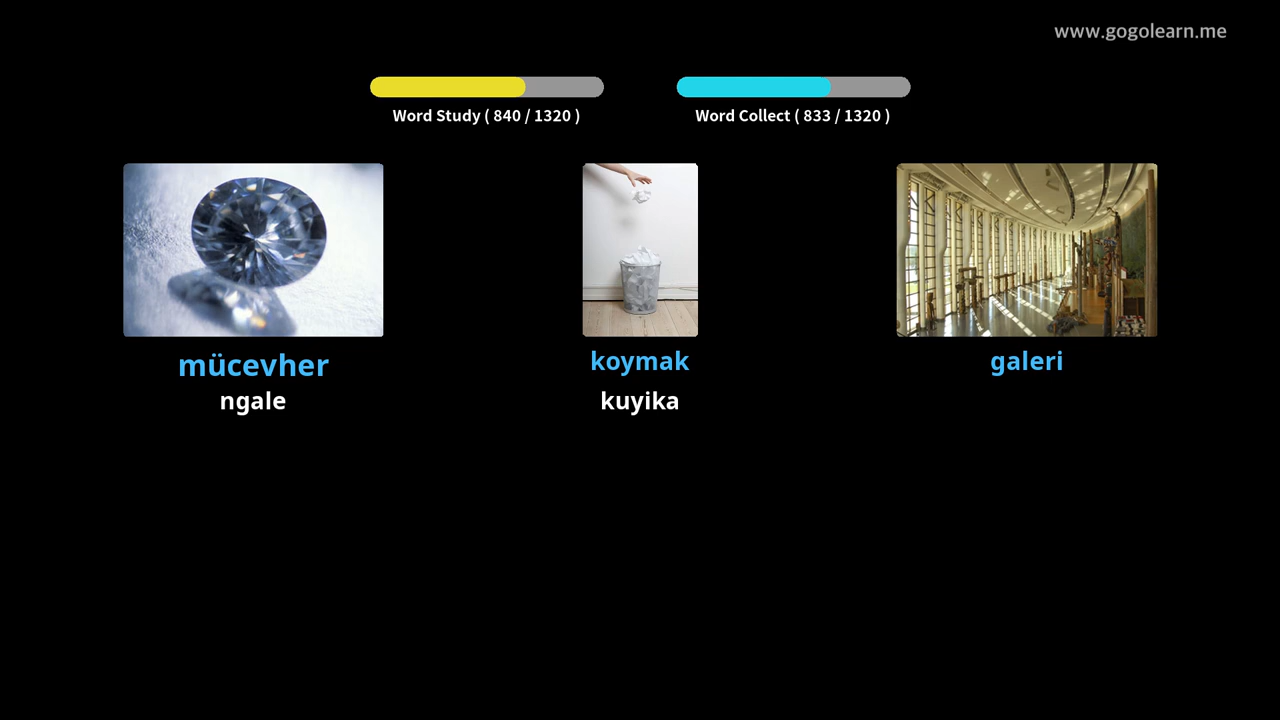 www.gogolearn.me
Word Study ( 840 / 1320 )
Word Collect ( 833 / 1320 )
mücevher
ngale
koymak
kuyika
galeri